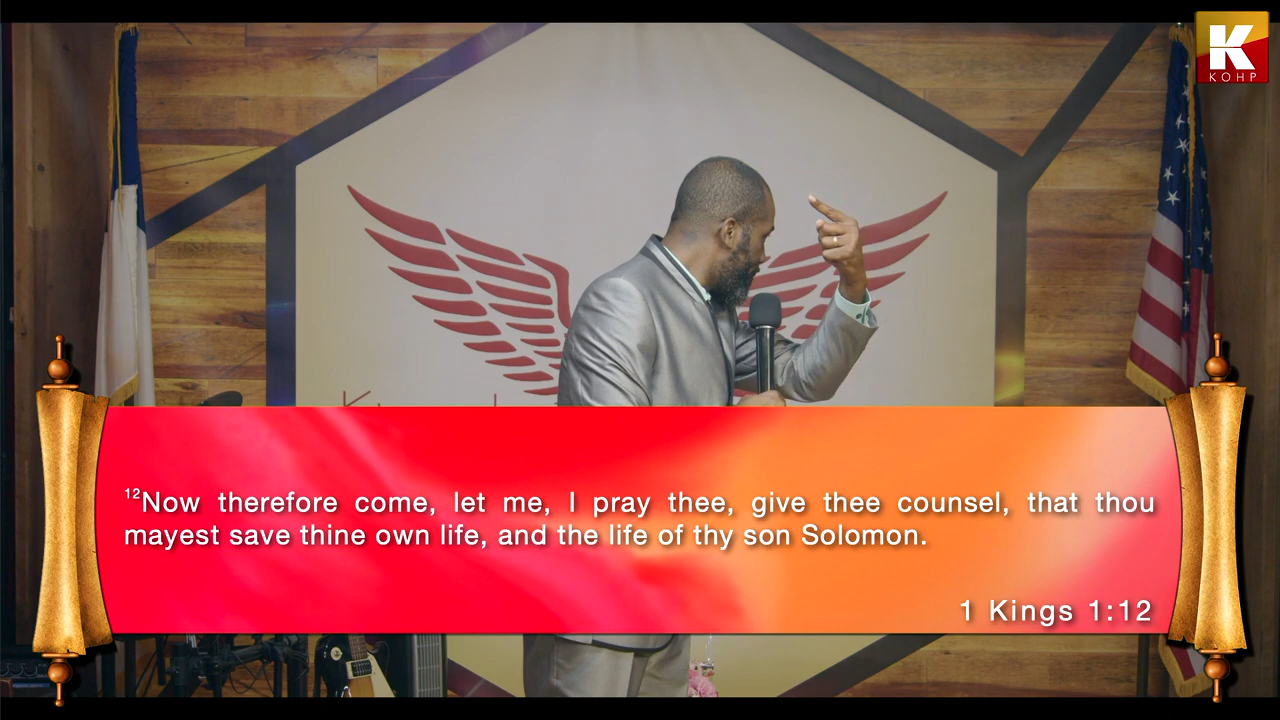 K
KOHP
12Now therefore come, let me, I pray thee, give thee counsel, that thou
mayest save thine own life, and the life of thy son Solomon.
1 Kings 1:12